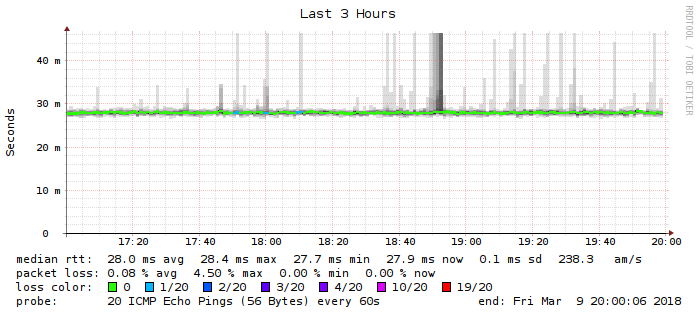 Last 3 Hours
RRDTOOL / TOBI OETIKER
Seconds
40 m
30 m
20 m
10 m
0
17:20 17:40 18:00 18:20 18:40 19:00 19:20 19:40 20:00
median rtt: 28.0 ms avg 28.4 ms max 27.7 ms min 27.9 ms now 0.1 ms sd 238.3 am/s
packet loss: 0.08 % avg 4.50 % max 0.00 % min 0.00 % now
loss color: 0 1/20 2/20 3/20 4/20 10/20 19/20
probe: 20 ICMP Echo Pings (56 Bytes) every 60s end: Fri Mar 9 20:00:06 2018